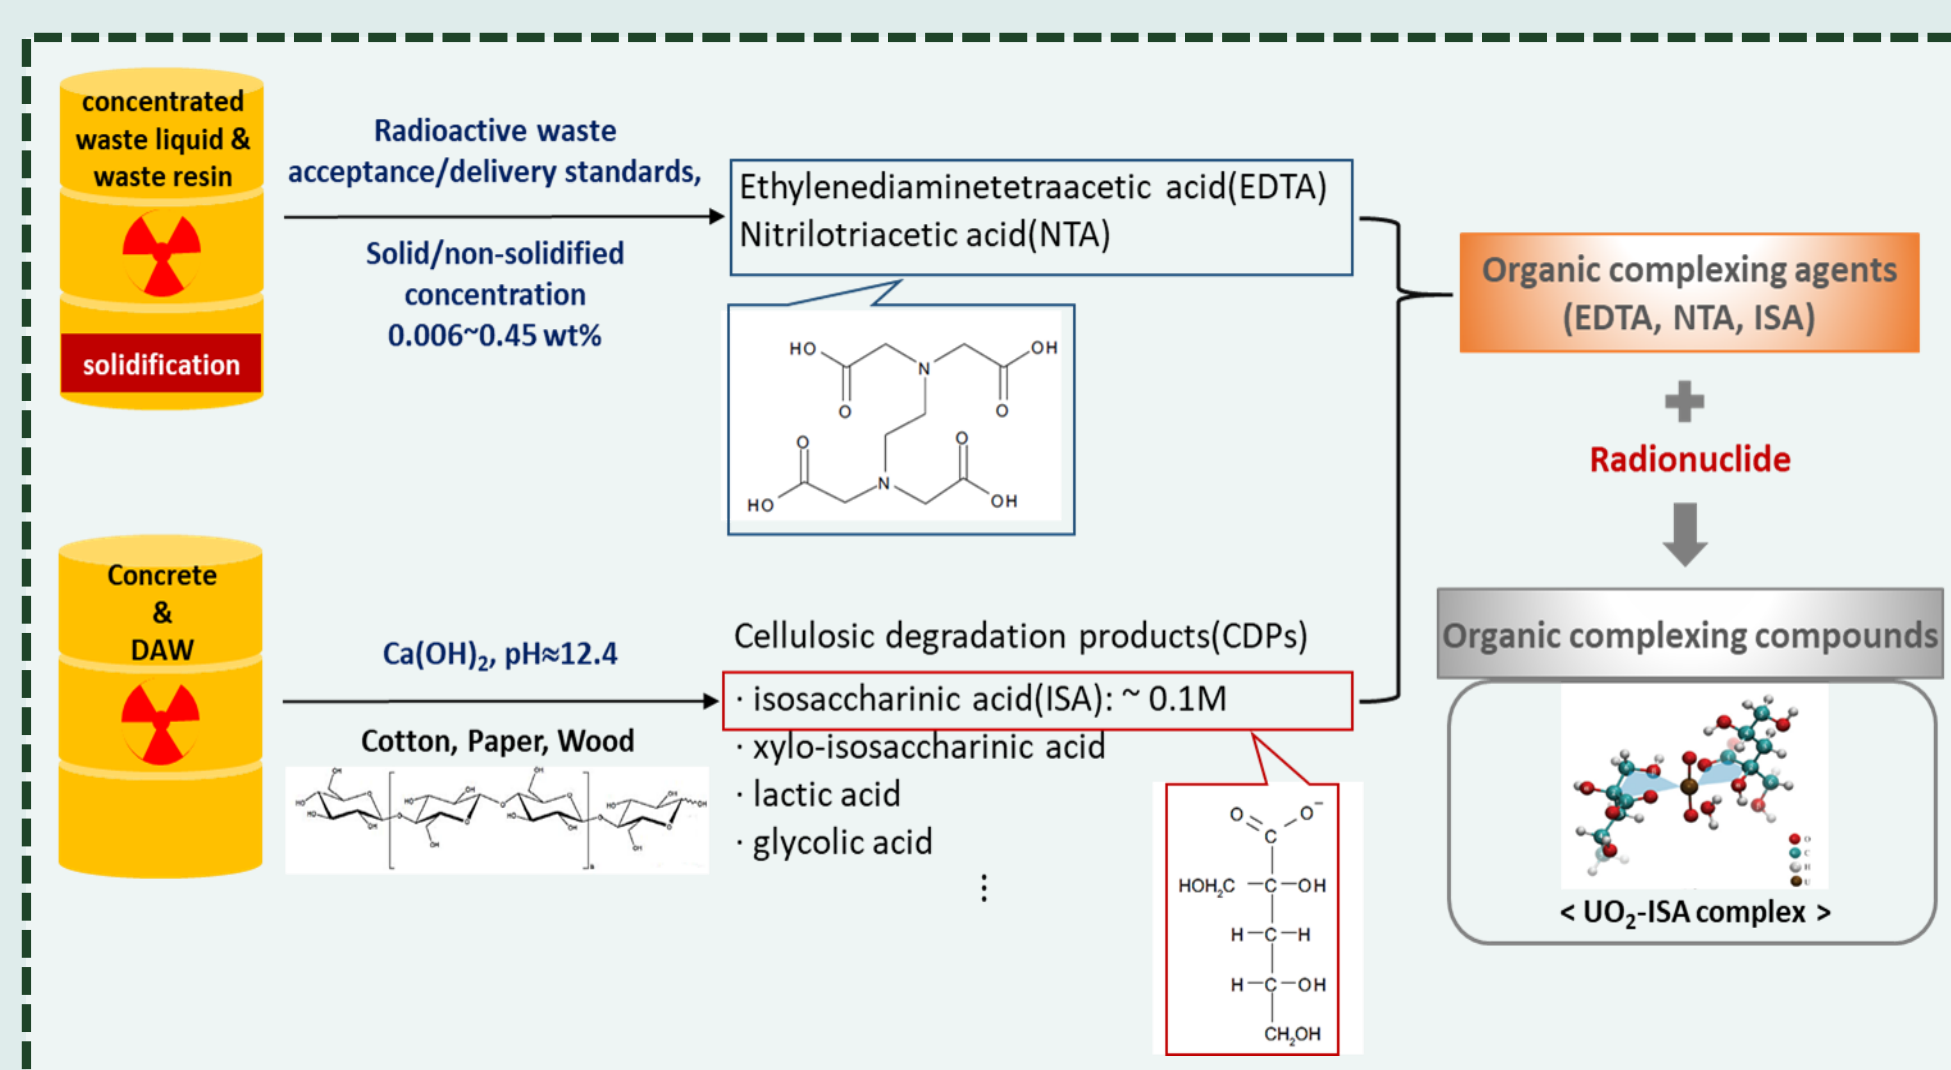 concentrated
waste liquid &
waste resin
solidification
Radioactive waste
acceptance/delivery standards,
Solid/non-solidified
concentration
0.006~0.45 wt%
Ethylenediaminetetraacetic acid(EDTA)
Nitrilotriacetic acid(NTA)
HO
OH
N
O
O
O
O
N
HO
OH
Organic complexing agents
(EDTA, NTA, ISA)
Radionuclide
Organic complexing compounds
< UO₂-ISA complex >
Concrete
&
DAW
Ca(OH)₂, pH≈12.4
Cotton, Paper, Wood
Cellulosic degradation products(CDPs)
· isosaccharinic acid(ISA): ~ 0.1M
· xylo-isosaccharinic acid
· lactic acid
· glycolic acid
⋮
O O⁻
C
HOH₂C —C—OH
H—C—H
H—C—OH
CH₂OH